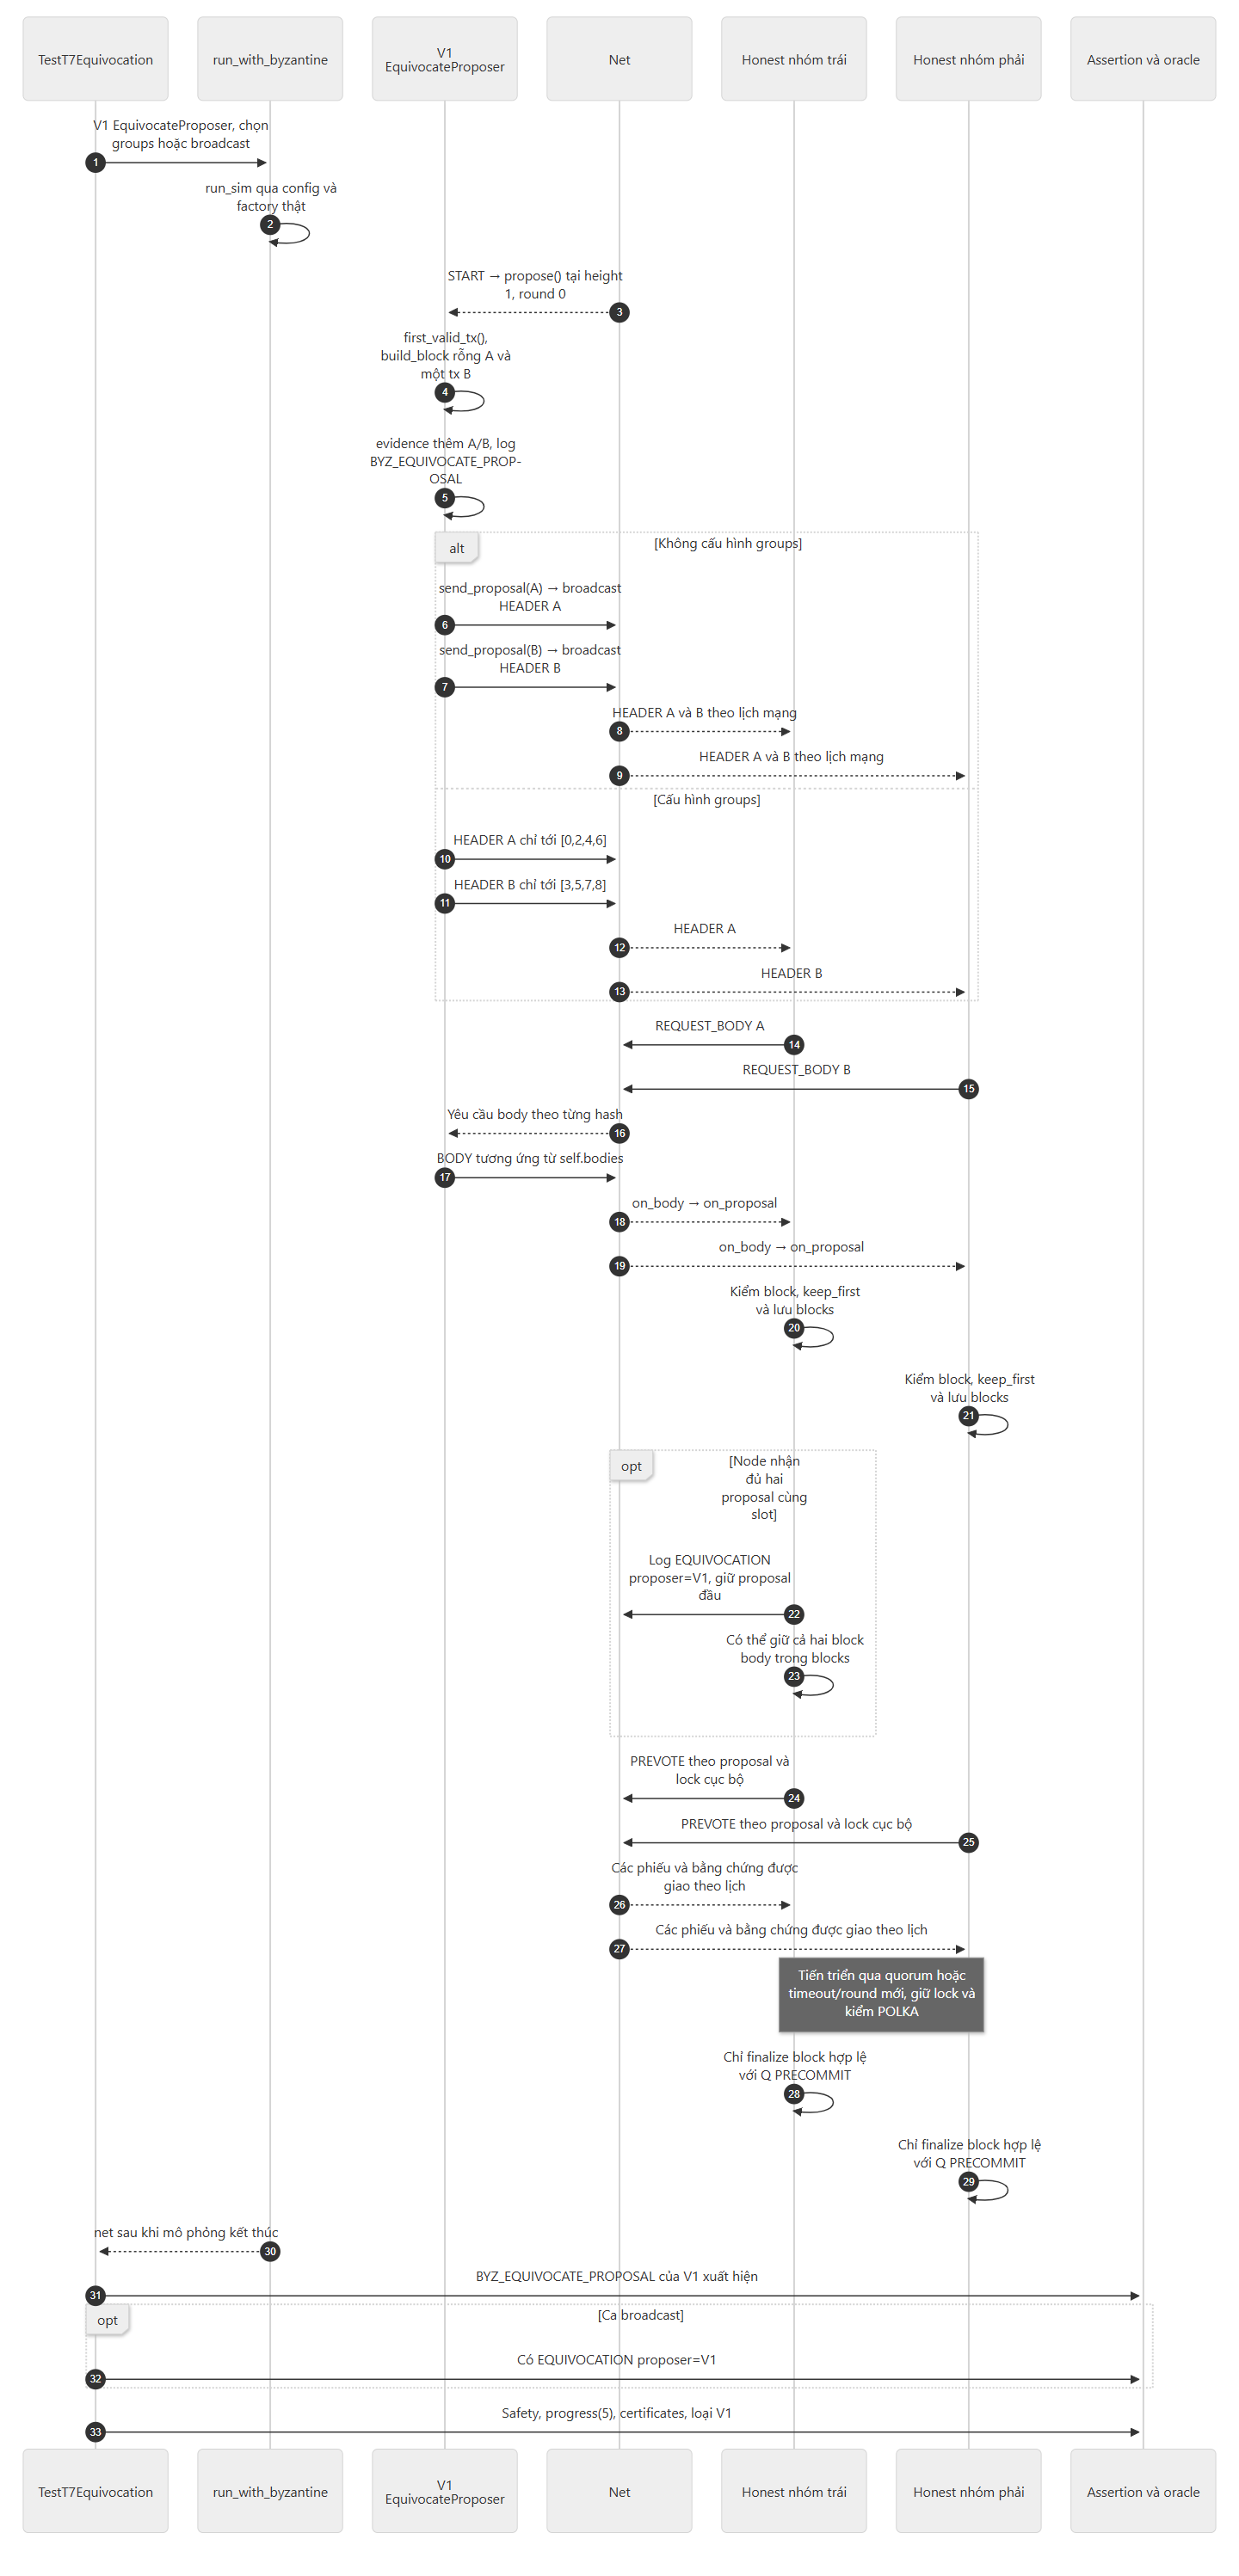 TestT7Equivocation
run_with_byzantine
V1
EquivocateProposer
Net
Honest nhóm trái
Honest nhóm phải
Assertion và oracle
V1 EquivocateProposer, chọn
groups hoặc broadcast
1
run_sim qua config và
factory thật
2
START → propose() tại height
1, round 0
3
first_valid_tx(),
build_block rỗng A và
một tx B
4
evidence thêm A/B, log
BYZ_EQUIVOCATE_PROP-
OSAL
5
alt
[Không cấu hình groups]
send_proposal(A) → broadcast
HEADER A
6
send_proposal(B) → broadcast
HEADER B
7
HEADER A và B theo lịch mạng
8
HEADER A và B theo lịch mạng
9
[Cấu hình groups]
HEADER A chỉ tới [0,2,4,6]
10
HEADER B chỉ tới [3,5,7,8]
11
HEADER A
12
HEADER B
13
REQUEST_BODY A
14
REQUEST_BODY B
15
Yêu cầu body theo từng hash
16
BODY tương ứng từ self.bodies
17
on_body → on_proposal
18
on_body → on_proposal
19
Kiểm block, keep_first
và lưu blocks
20
Kiểm block, keep_first
và lưu blocks
21
opt
[Node nhận
đủ hai
proposal cùng
slot]
Log EQUIVOCATION
proposer=V1, giữ proposal
đầu
22
Có thể giữ cả hai block
body trong blocks
23
PREVOTE theo proposal và
lock cục bộ
24
PREVOTE theo proposal và lock cục bộ
25
Các phiếu và bằng chứng được
giao theo lịch
26
Các phiếu và bằng chứng được giao theo lịch
27
Tiến triển qua quorum hoặc
timeout/round mới, giữ lock và
kiểm POLKA
Chỉ finalize block hợp lệ
với Q PRECOMMIT
28
Chỉ finalize block hợp lệ
với Q PRECOMMIT
29
net sau khi mô phỏng kết thúc
30
BYZ_EQUIVOCATE_PROPOSAL của V1 xuất hiện
31
opt
[Ca broadcast]
Có EQUIVOCATION proposer=V1
32
Safety, progress(5), certificates, loại V1
33
TestT7Equivocation
run_with_byzantine
V1
EquivocateProposer
Net
Honest nhóm trái
Honest nhóm phải
Assertion và oracle